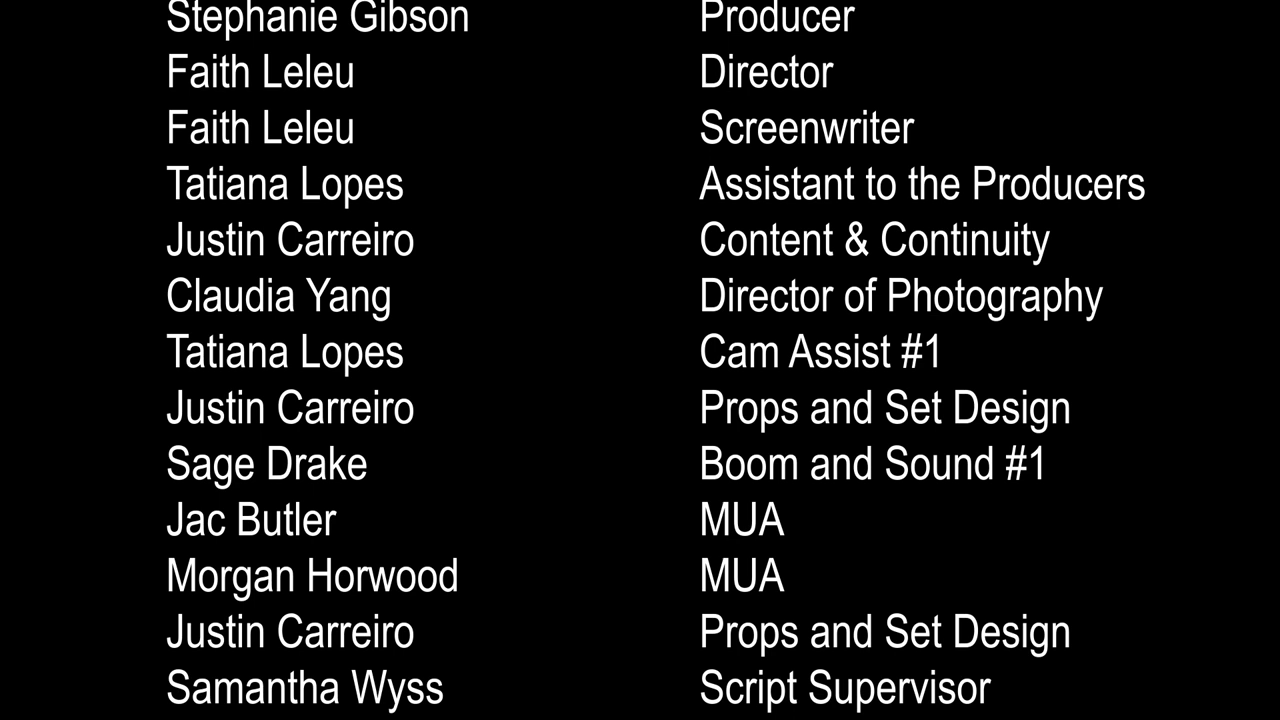 Stephanie Gibson Producer
Faith Leleu Director
Faith Leleu Screenwriter
Tatiana Lopes Assistant to the Producers
Justin Carreiro Content & Continuity
Claudia Yang Director of Photography
Tatiana Lopes Cam Assist #1
Justin Carreiro Props and Set Design
Sage Drake Boom and Sound #1
Jac Butler MUA
Morgan Horwood MUA
Justin Carreiro Props and Set Design
Samantha Wyss Script Supervisor